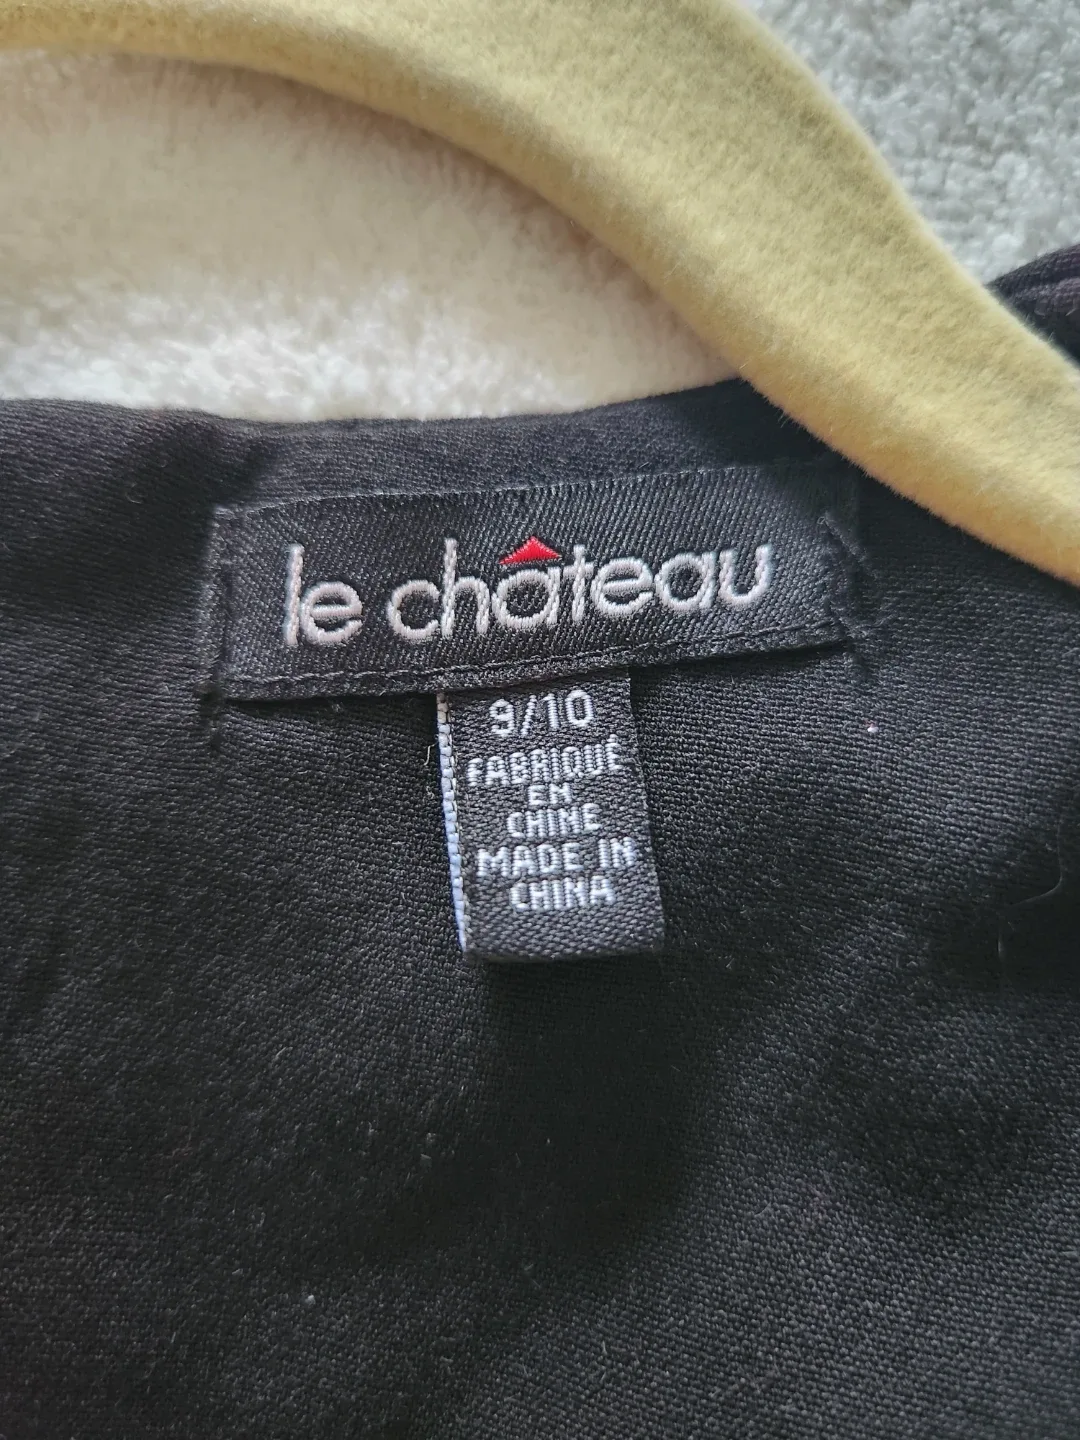 le château
9/10
FABRIQUÉ
EN
CHINE
MADE IN
CHINA